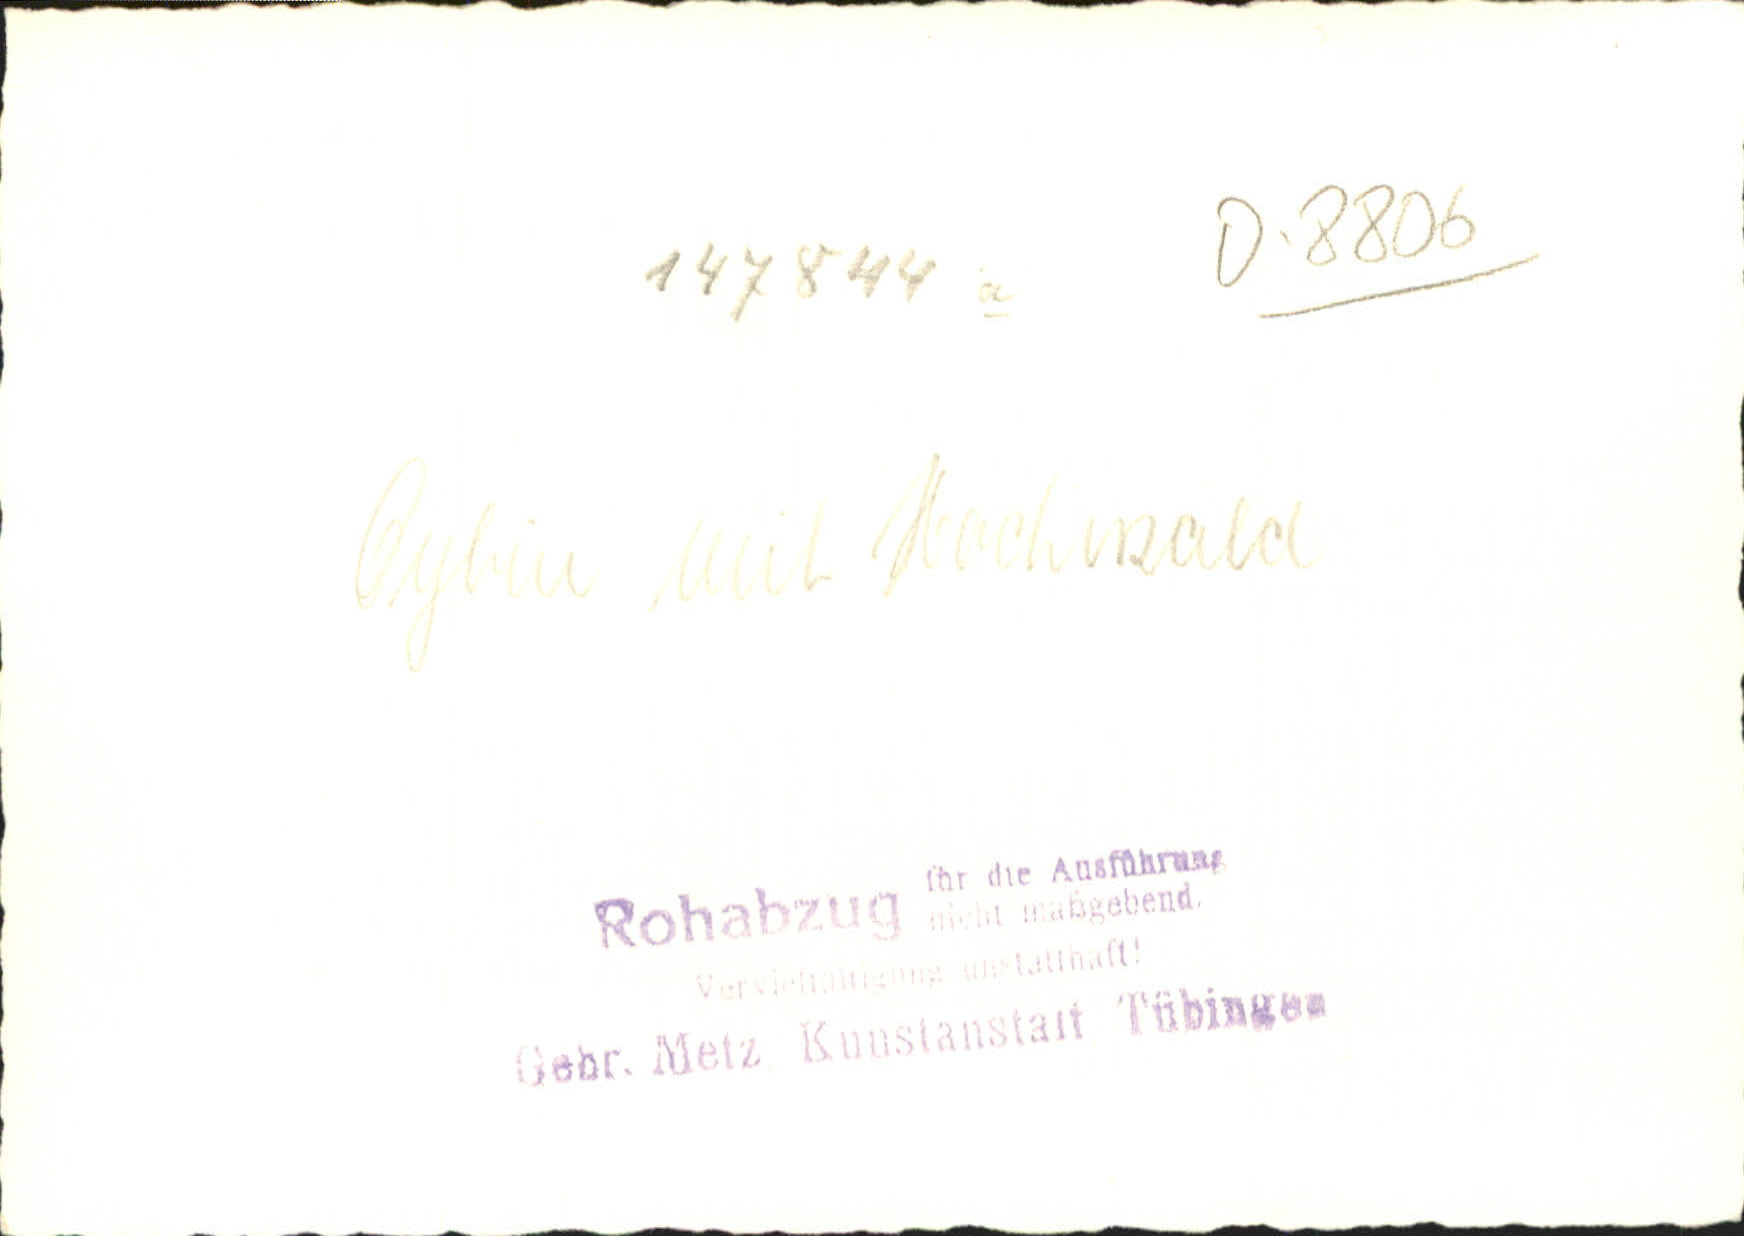 D. 8806
147844 a
Oybin mit Hochwald
Rohabzug für die Ausführung
nicht maßgebend.
Vervielfältigung unstatthaft!
Gebr. Metz Kunstanstalt Tübingen